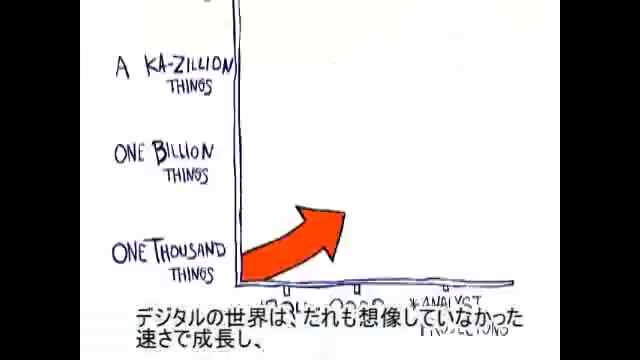 A KA-ZILLION
THINGS
ONE BILLION
THINGS
ONE THOUSAND
THINGS
*ANALYST
デジタルの世界は、だれも想像していなかった
速さで成長し、